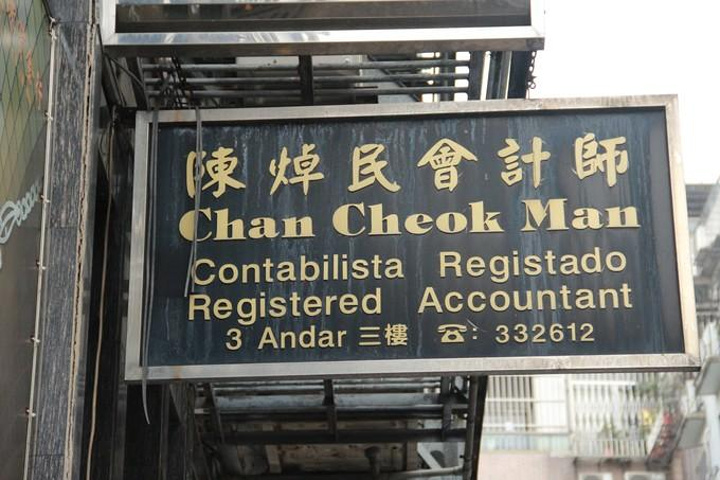 陳焯民會計師
Chan Cheok Man
Contabilista Registado
Registered Accountant
3 Andar 三樓 ☎: 332612